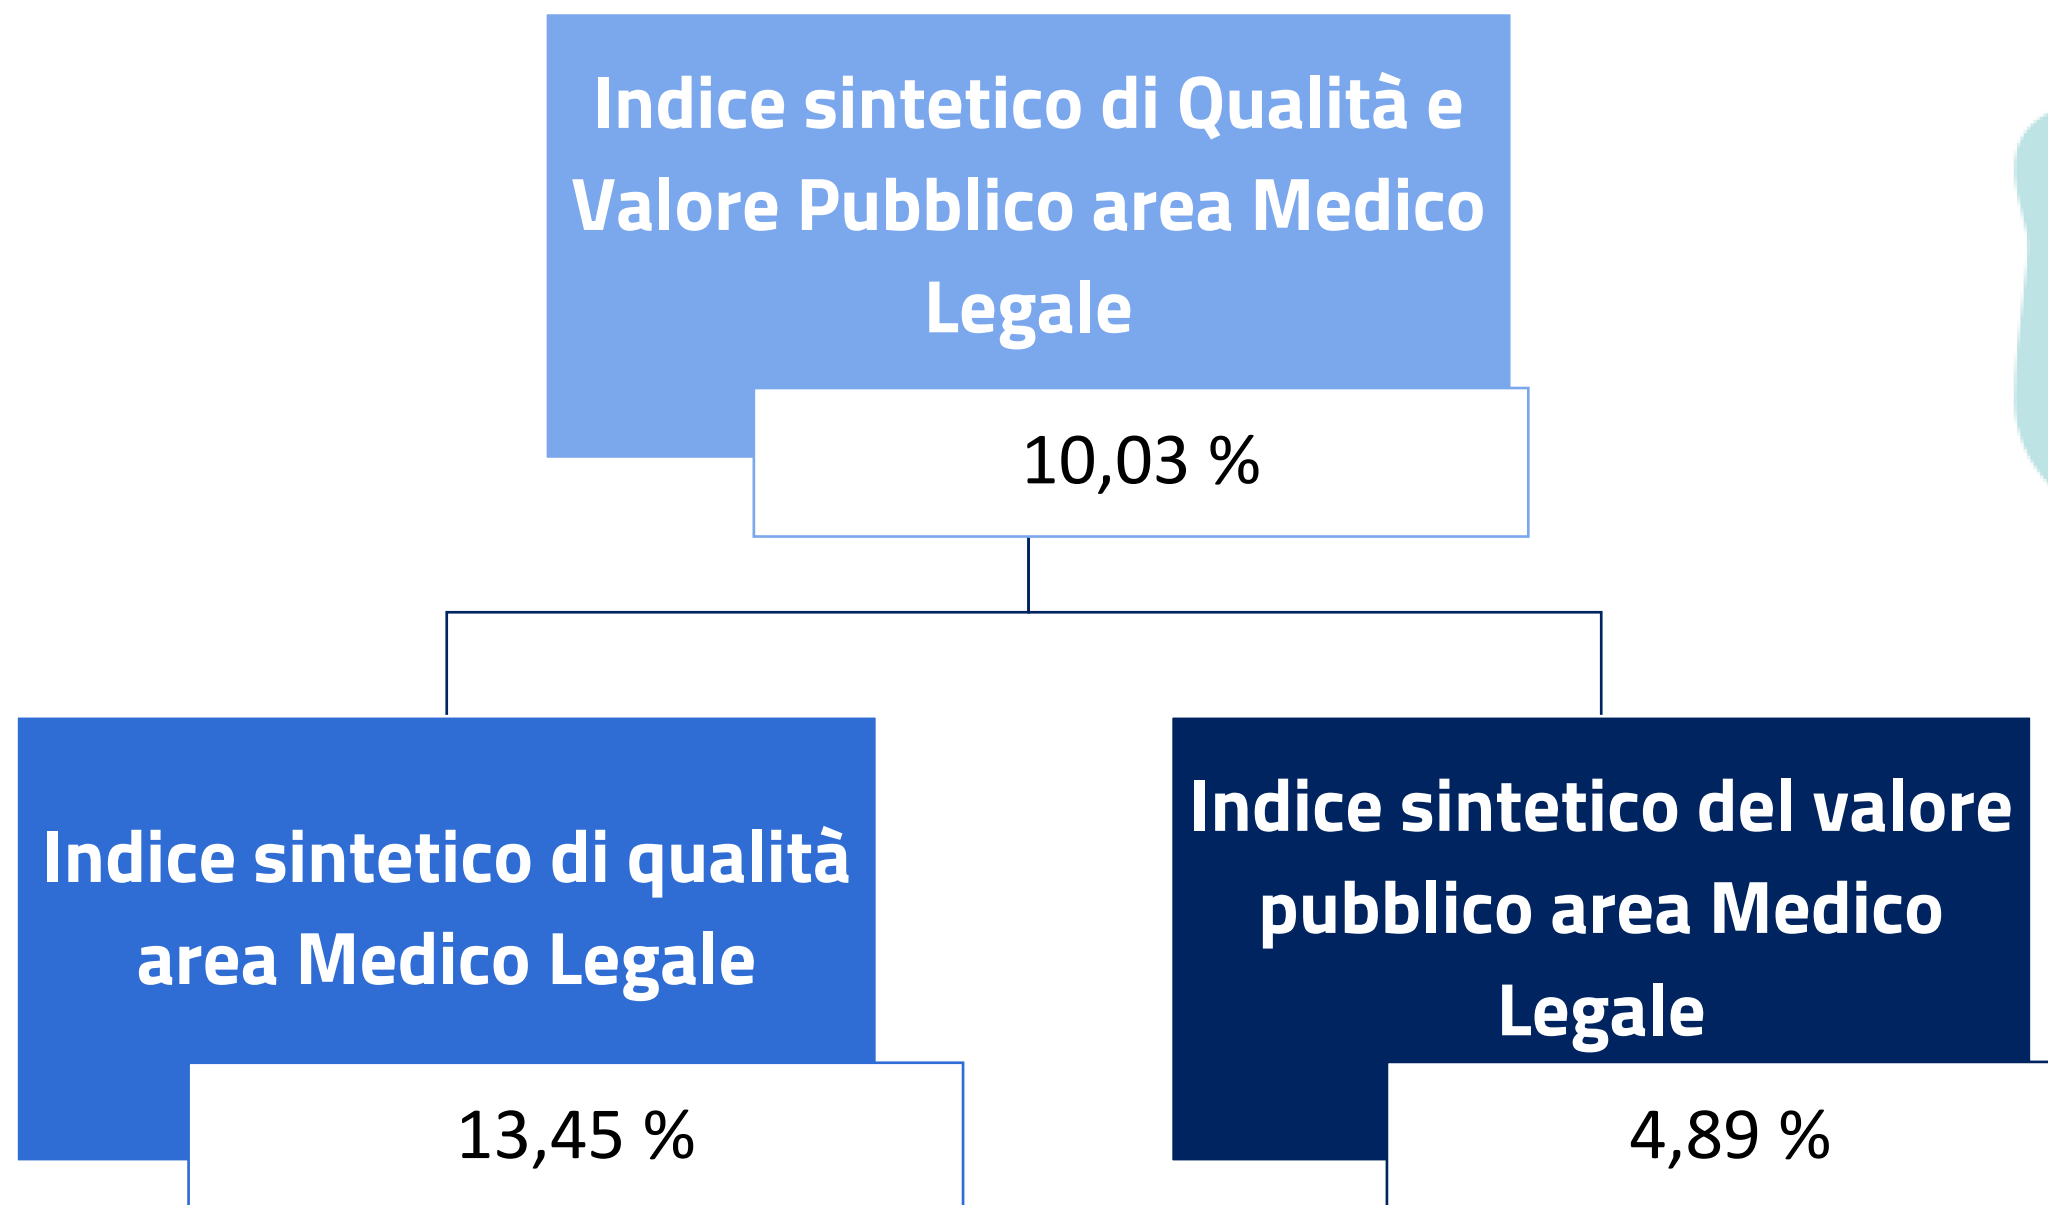 Indice sintetico di Qualità e
Valore Pubblico area Medico
Legale
10,03 %
Indice sintetico di qualità
area Medico Legale
13,45 %
Indice sintetico del valore
pubblico area Medico
Legale
4,89 %